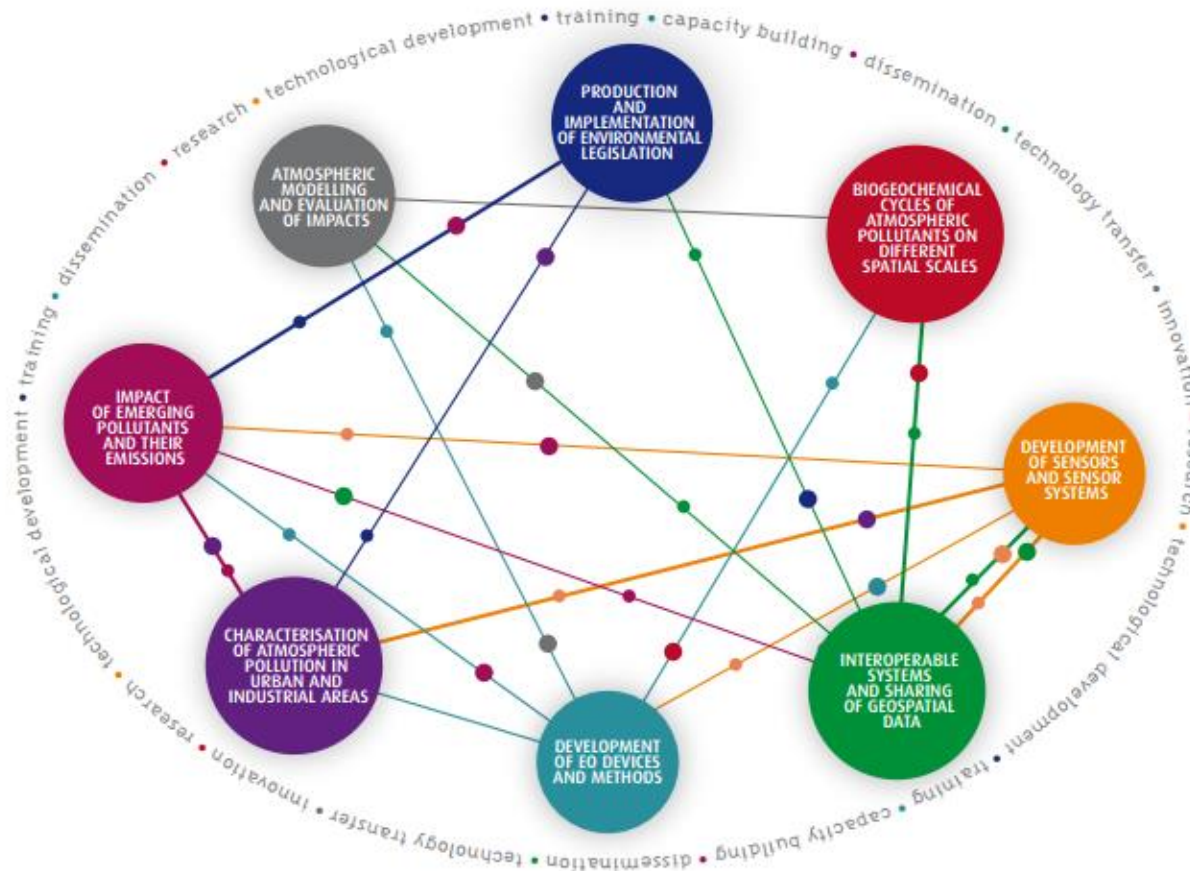 technological development • training • dissemination • research • technological development • training • capacity building • dissemination • technology transfer • innovation • research • technological development • training • capacity building • dissemination • technology transfer • innovation • research •
PRODUCTION
AND
IMPLEMENTATION
OF ENVIRONMENTAL
LEGISLATION
ATMOSPHERIC
MODELLING
AND EVALUATION
OF IMPACTS
BIOGEOCHEMICAL
CYCLES OF
ATMOSPHERIC
POLLUTANTS ON
DIFFERENT
SPATIAL SCALES
IMPACT
OF EMERGING
POLLUTANTS
AND THEIR
EMISSIONS
DEVELOPMENT
OF SENSORS
AND SENSOR
SYSTEMS
CHARACTERISATION
OF ATMOSPHERIC
POLLUTION IN
URBAN AND
INDUSTRIAL AREAS
INTEROPERABLE
SYSTEMS
AND SHARING
OF GEOSPATIAL
DATA
DEVELOPMENT
OF EO DEVICES
AND METHODS